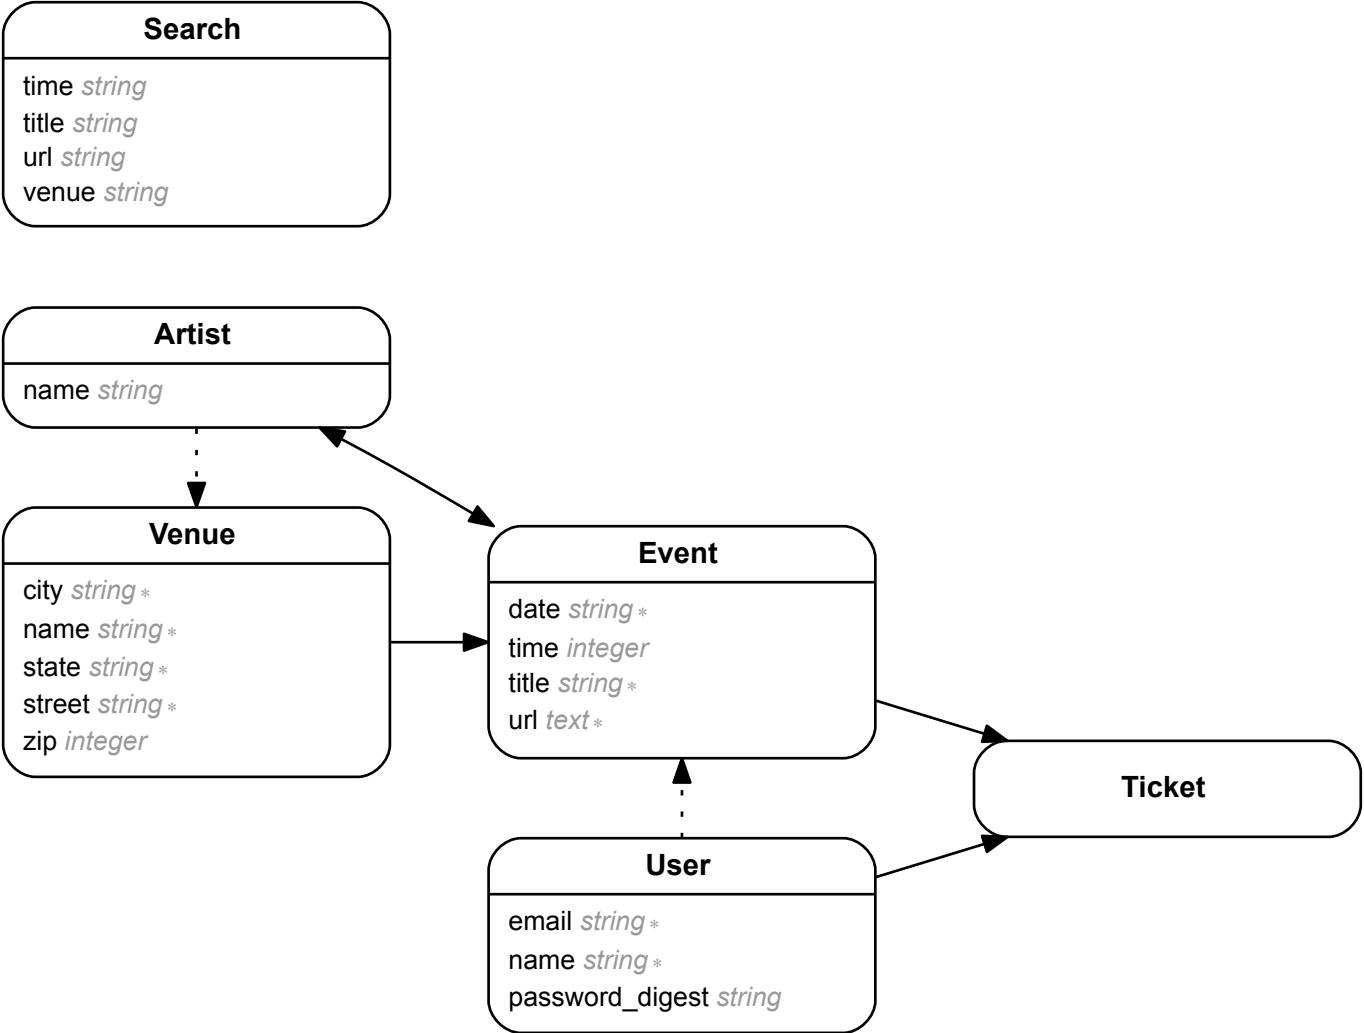 Search
time string
title string
url string
venue string
Artist
name string
Venue
city string *
name string *
state string *
street string *
zip integer
Event
date string *
time integer
title string *
url text *
Ticket
User
email string *
name string *
password_digest string